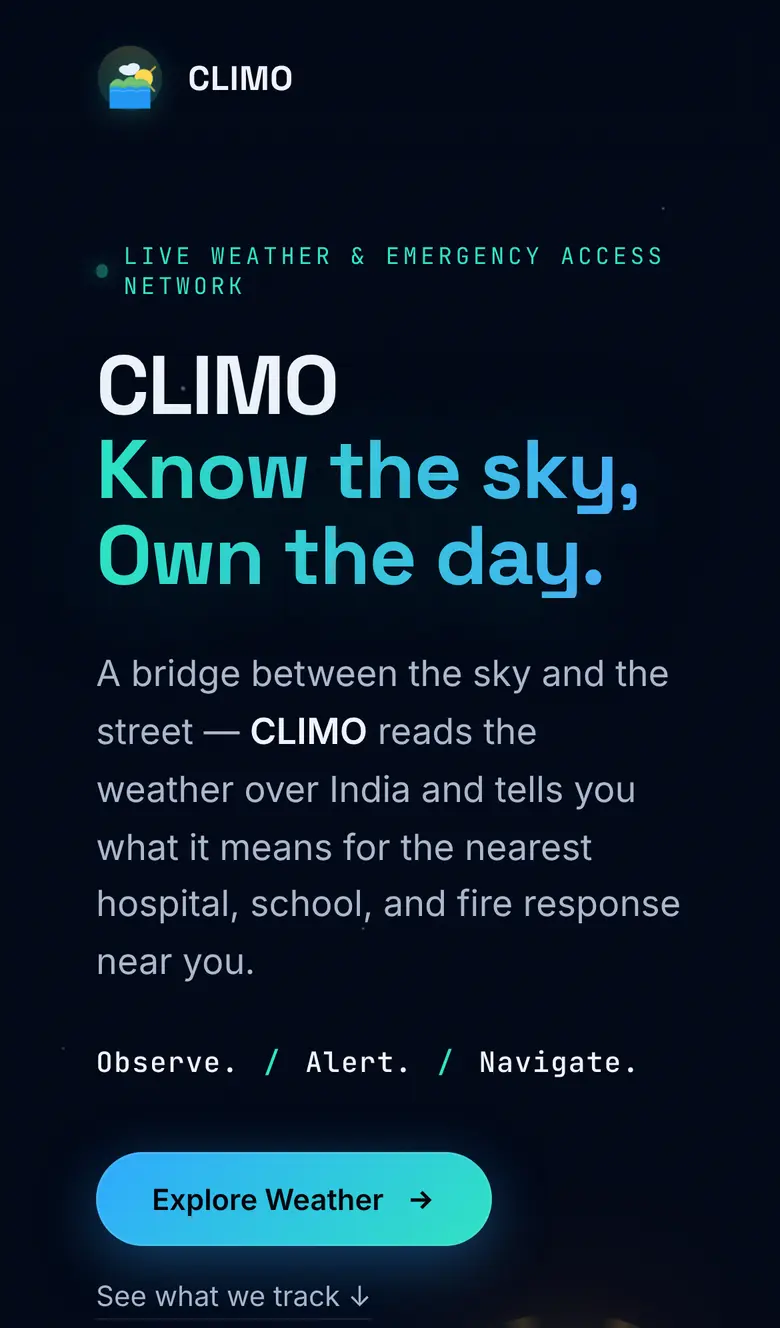 CLIMO
LIVE WEATHER & EMERGENCY ACCESS
NETWORK
CLIMO
Know the sky,
Own the day.
A bridge between the sky and the
street — CLIMO reads the
weather over India and tells you
what it means for the nearest
hospital, school, and fire response
near you.
Observe. / Alert. / Navigate.
Explore Weather →
See what we track ↓